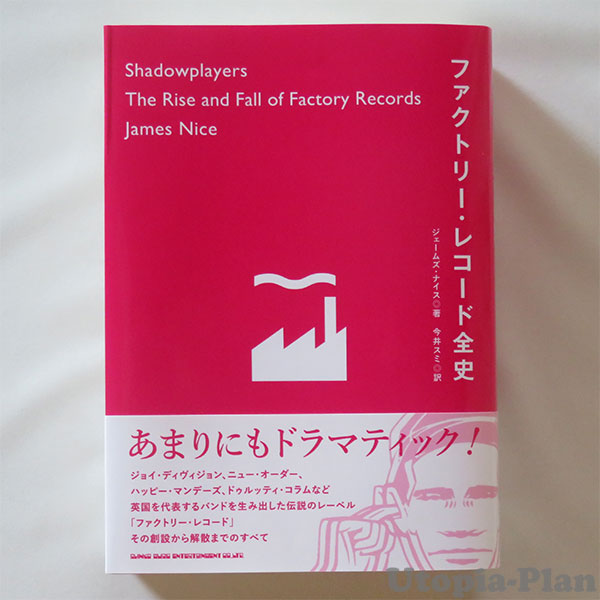 Shadowplayers
The Rise and Fall of Factory Records
James Nice
ファクトリー・レコード全史
ジェームズ・ナイス◎著　今井スミ◎訳
あまりにもドラマティック!
ジョイ・ディヴィジョン、ニュー・オーダー、
ハッピー・マンデーズ、ドゥルッティ・コラムなど
英国を代表するバンドを生み出した伝説のレーベル
「ファクトリー・レコード」
その創設から解散までのすべて
SHINKO MUSIC ENTERTAINMENT CO.,LTD.
Utopia-Plan